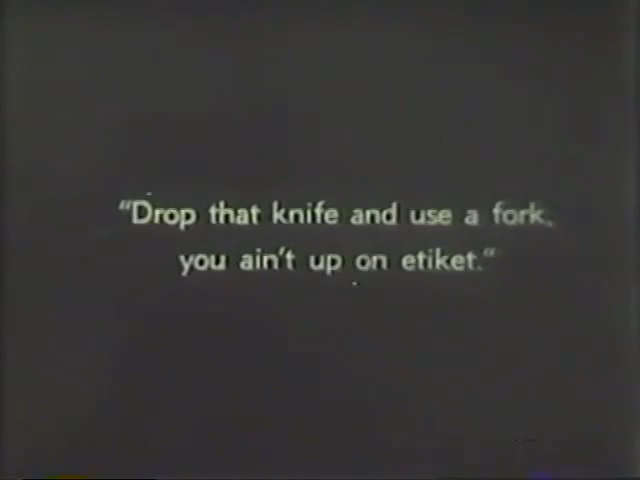 "Drop that knife and use a fork,
you ain't up on etiket."